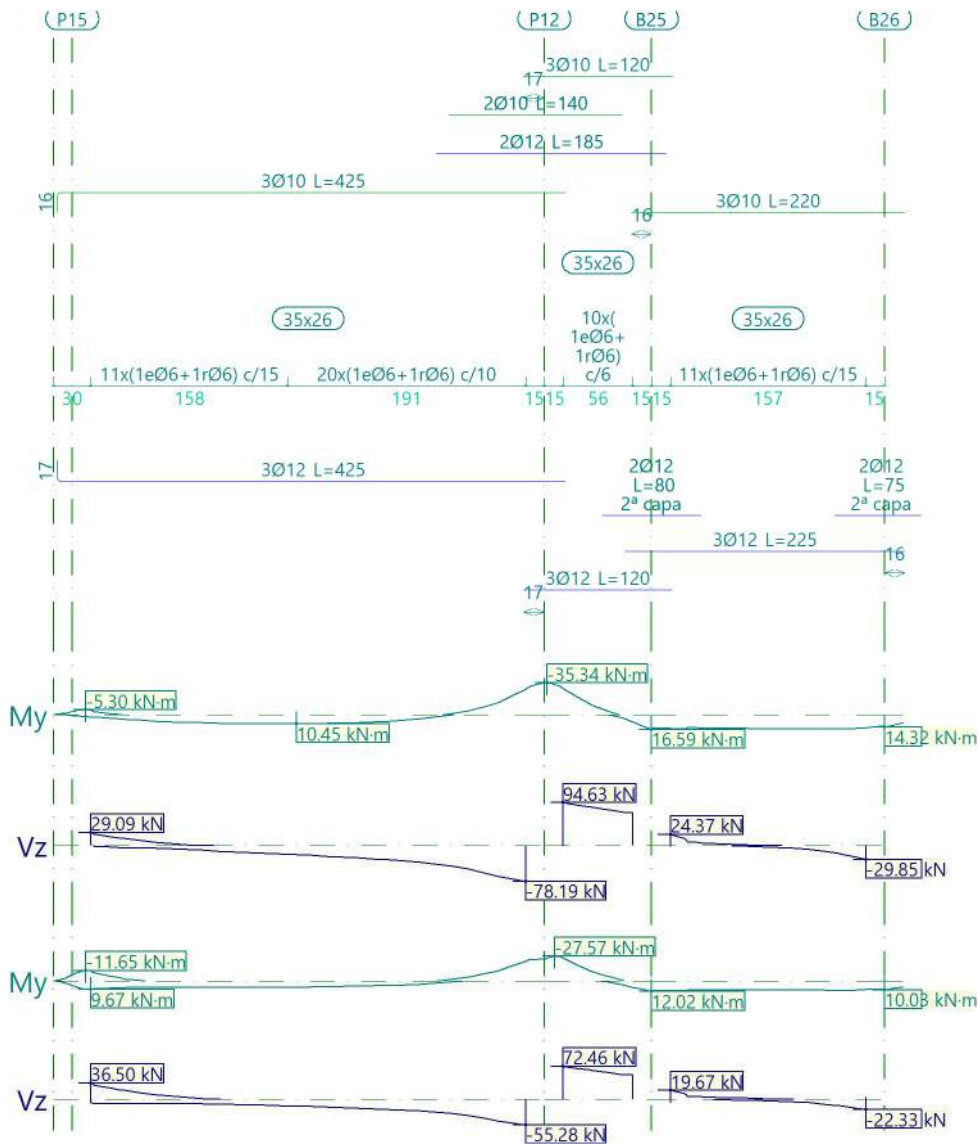 P15
P12
B25
B26
3Ø10 L=120
17
2Ø10 L=140
2Ø12 L=185
3Ø10 L=425
16
3Ø10 L=220
16
35x26
35x26
10x(
1eØ6+
1rØ6)
c/6
35x26
11x(1eØ6+1rØ6) c/15
20x(1eØ6+1rØ6) c/10
11x(1eØ6+1rØ6) c/15
30
158
191
1515
56
1515
157
15
3Ø12 L=425
17
2Ø12
L=80
2ª capa
2Ø12
L=75
2ª capa
3Ø12 L=225
16
3Ø12 L=120
17
-35.34 kN·m
-5.30 kN·m
My
10.45 kN·m
16.59 kN·m
14.32 kN·m
94.63 kN
29.09 kN
24.37 kN
Vz
-29.85 kN
-78.19 kN
-27.57 kN·m
-11.65 kN·m
My
9.67 kN·m
12.02 kN·m
10.03 kN·m
72.46 kN
36.50 kN
19.67 kN
Vz
-55.28 kN
-22.33 kN